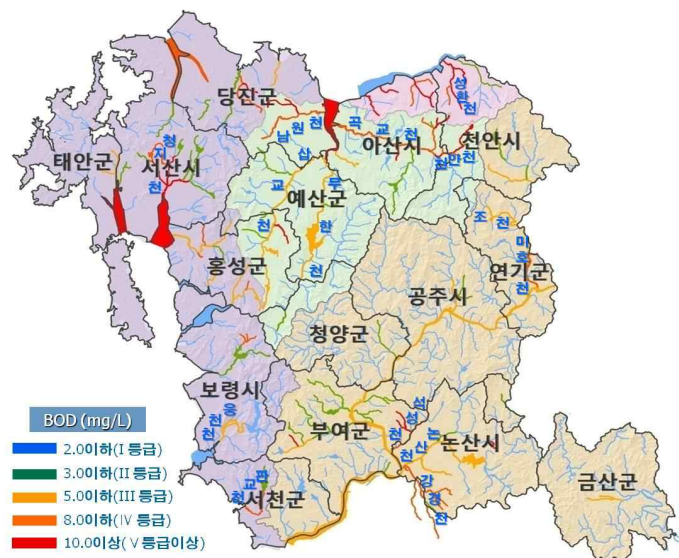 당진군
성환천
곡교천
남원천
아산시
천안시
천안천
삽교천
태안군
서산시
청지천
예산군
무한천
조천
미호천
연기군
홍성군
공주시
청양군
보령시
웅천천
부여군
석성천
논산천
논산시
강경천
금산군
판교천
서천군
BOD (mg/L)
2.0이하(I 등급)
3.0이하(II 등급)
5.0이하(III 등급)
8.0이하(IV 등급)
10.0이상(V등급이상)